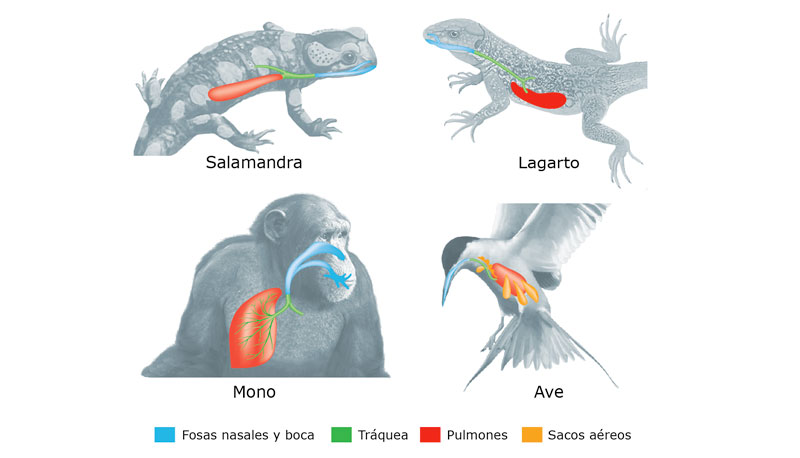 Salamandra
Lagarto
Mono
Ave
Fosas nasales y boca
Tráquea
Pulmones
Sacos aéreos